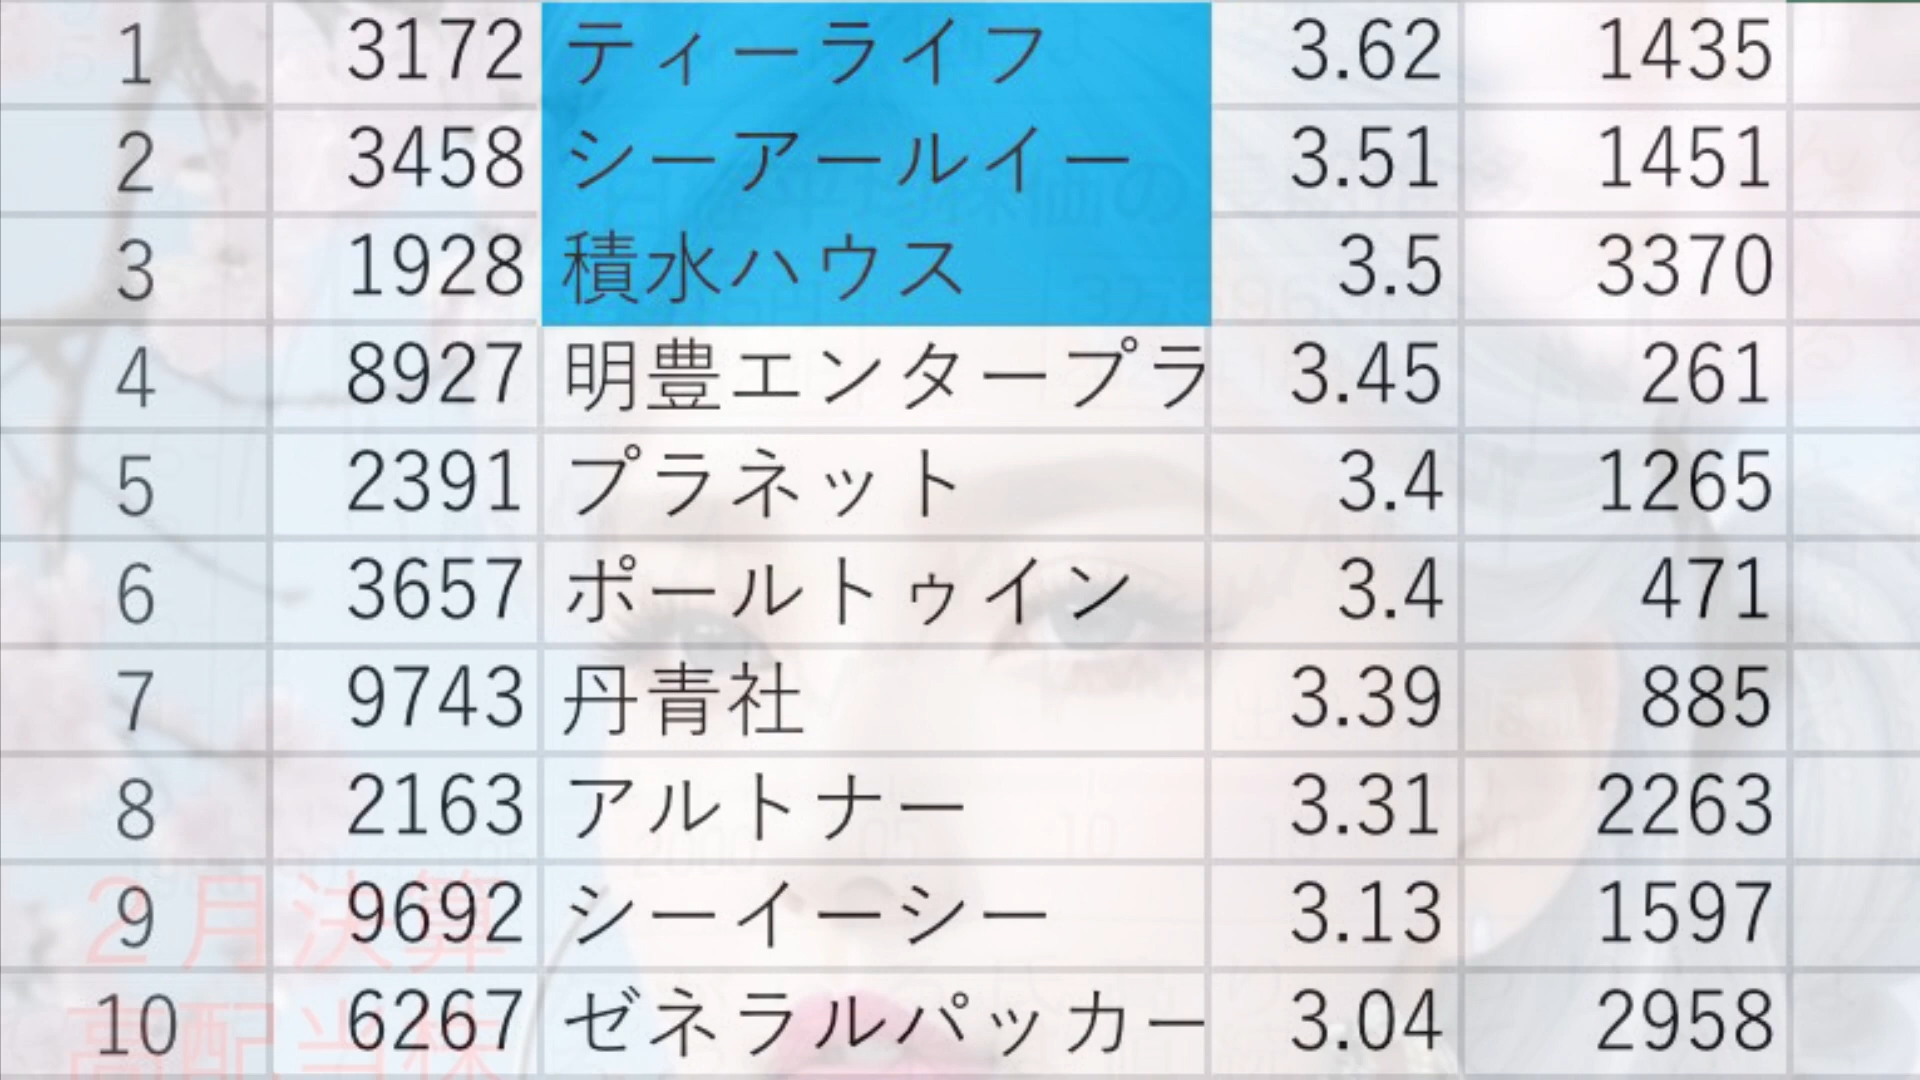 1 3172 ティーライフ 3.62 1435
2 3458 シーアールイー 3.51 1451
3 1928 積水ハウス 3.5 3370
4 8927 明豊エンタープラ 3.45 261
5 2391 プラネット 3.4 1265
6 3657 ポールトゥイン 3.4 471
7 9743 丹青社 3.39 885
8 2163 アルトナー 3.31 2263
9 9692 シーイーシー 3.13 1597
10 6267 ゼネラルパッカー 3.04 2958
2月決算
高配当株